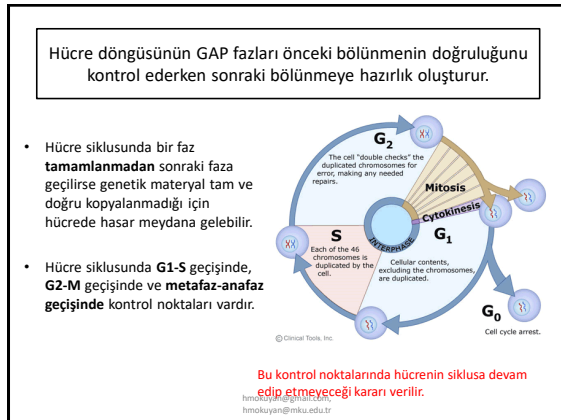 Hücre döngüsünün GAP fazları önceki bölünmenin doğruluğunu
kontrol ederken sonraki bölünmeye hazırlık oluşturur.
• Hücre siklusunda bir faz
tamamlanmadan sonraki faza
geçilirse genetik materyal tam ve
doğru kopyalanmadığı için
hücrede hasar meydana gelebilir.
• Hücre siklusunda G1-S geçişinde,
G2-M geçişinde ve metafaz-anafaz
geçişinde kontrol noktaları vardır.
G2
The cell "double checks" the
duplicated chromosomes for
error, making any needed
repairs.
Mitosis
Cytokinesis
INTERPHASE
S
Each of the 46
chromosomes is
duplicated by the
cell.
G1
Cellular contents,
excluding the chromosomes,
are duplicated.
G0
Cell cycle arrest.
© Clinical Tools, Inc.
Bu kontrol noktalarında hücrenin siklusa devam
edip etmeyeceği kararı verilir.
hmokuyan@gmail.com,
hmokuyan@mku.edu.tr